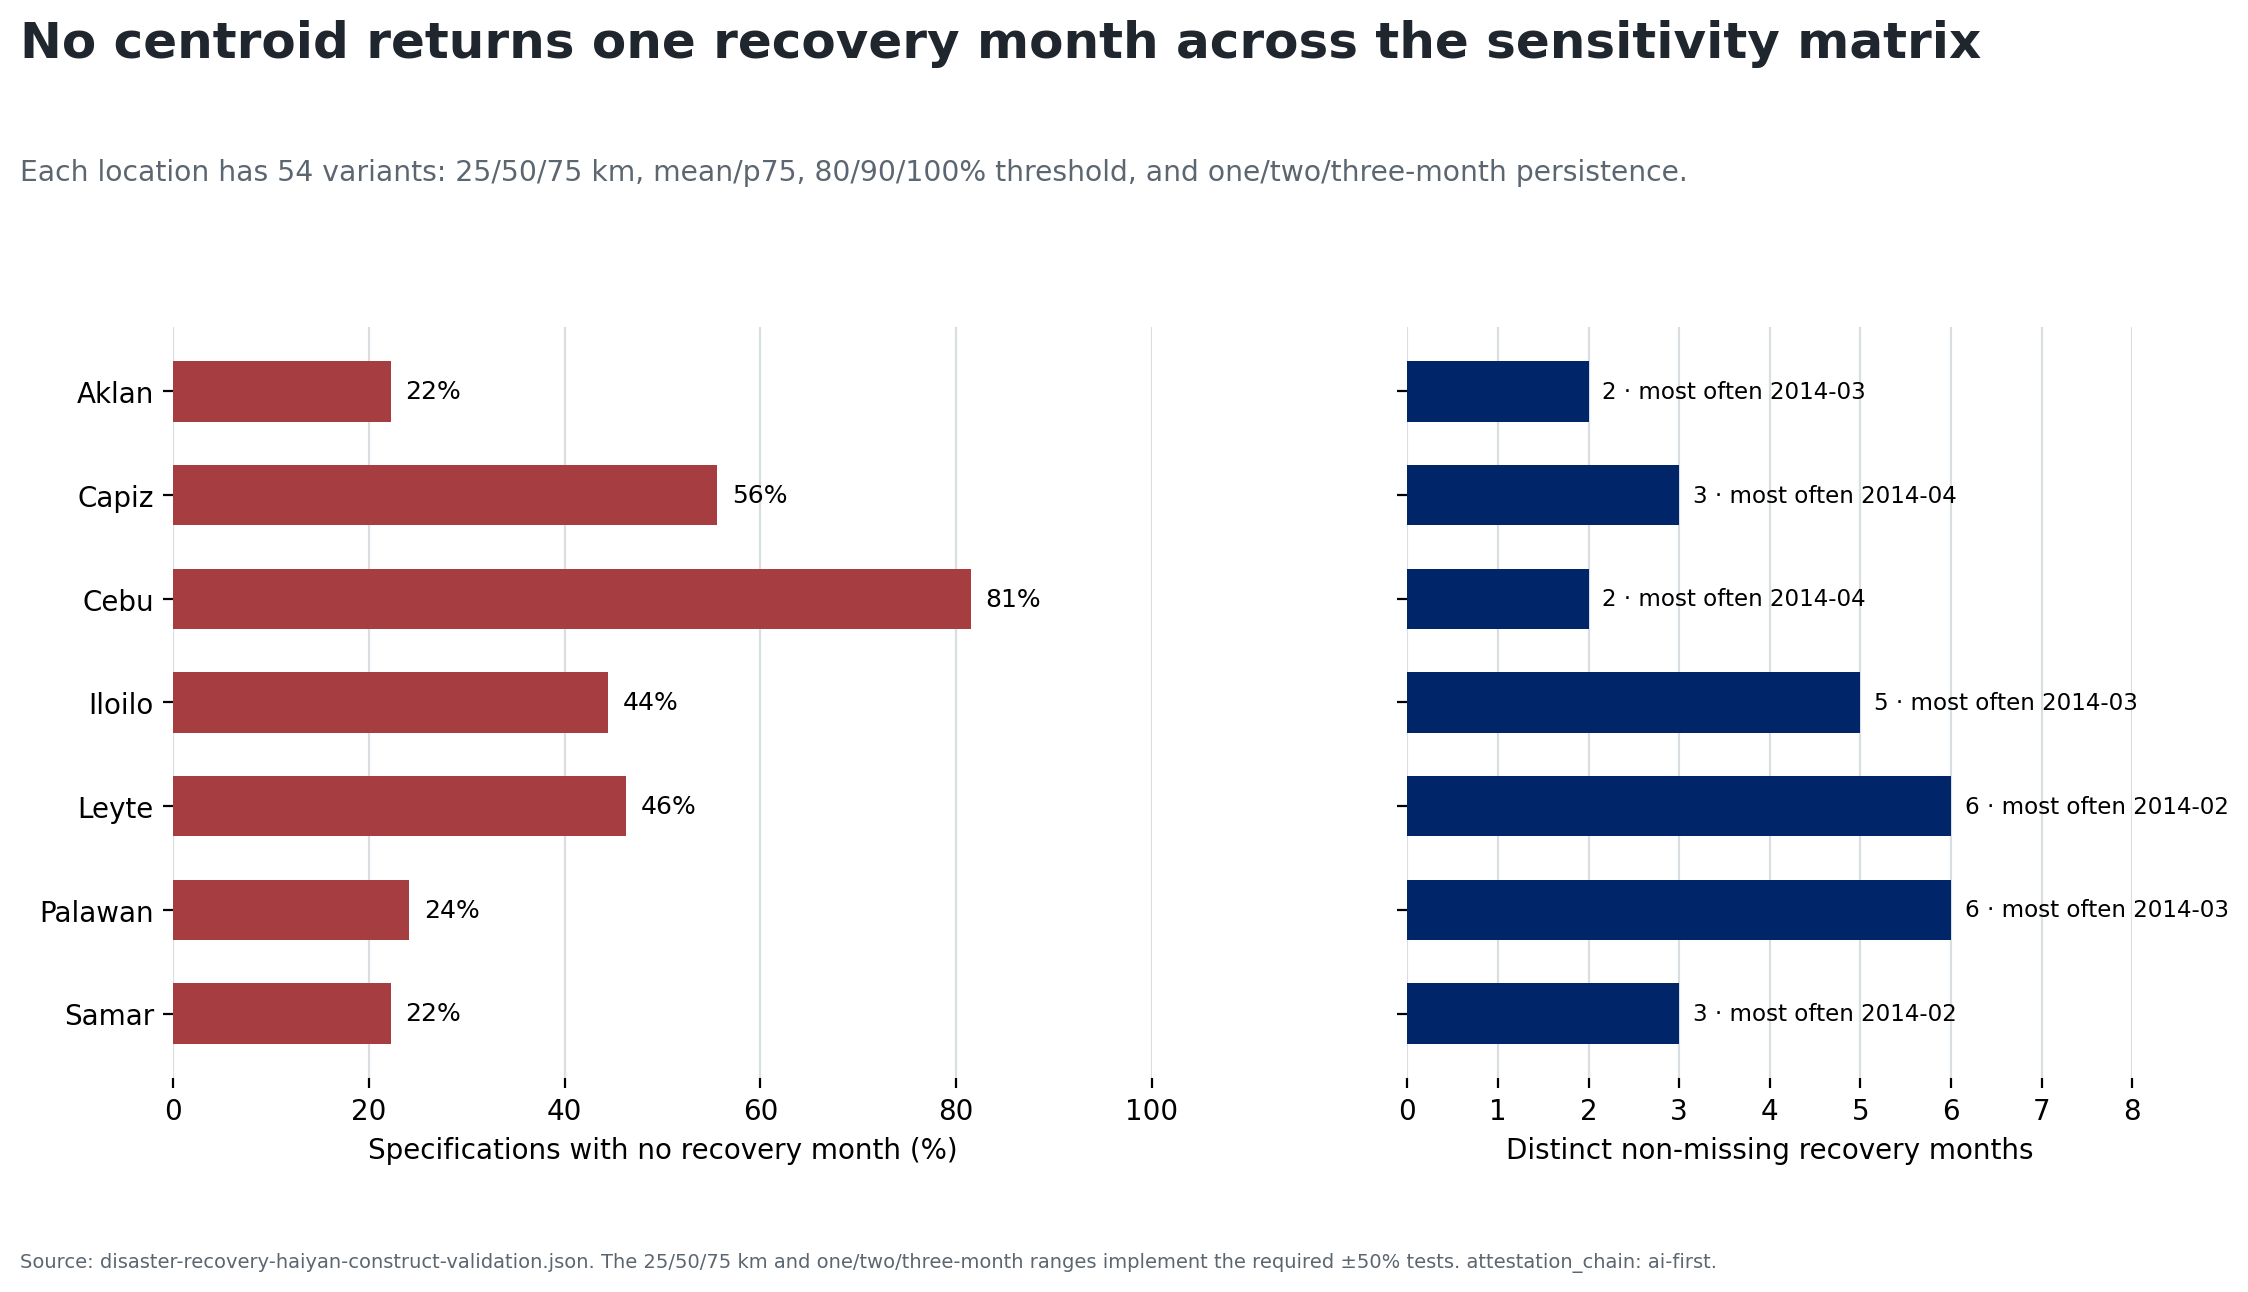 No centroid returns one recovery month across the sensitivity matrix
Each location has 54 variants: 25/50/75 km, mean/p75, 80/90/100% threshold, and one/two/three-month persistence.
Aklan
22%
Capiz
56%
Cebu
81%
Iloilo
44%
Leyte
46%
Palawan
24%
Samar
22%
0 20 40 60 80 100
Specifications with no recovery month (%)
2 · most often 2014-03
3 · most often 2014-04
2 · most often 2014-04
5 · most often 2014-03
6 · most often 2014-02
6 · most often 2014-03
3 · most often 2014-02
0 1 2 3 4 5 6 7 8
Distinct non-missing recovery months
Source: disaster-recovery-haiyan-construct-validation.json. The 25/50/75 km and one/two/three-month ranges implement the required ±50% tests. attestation_chain: ai-first.